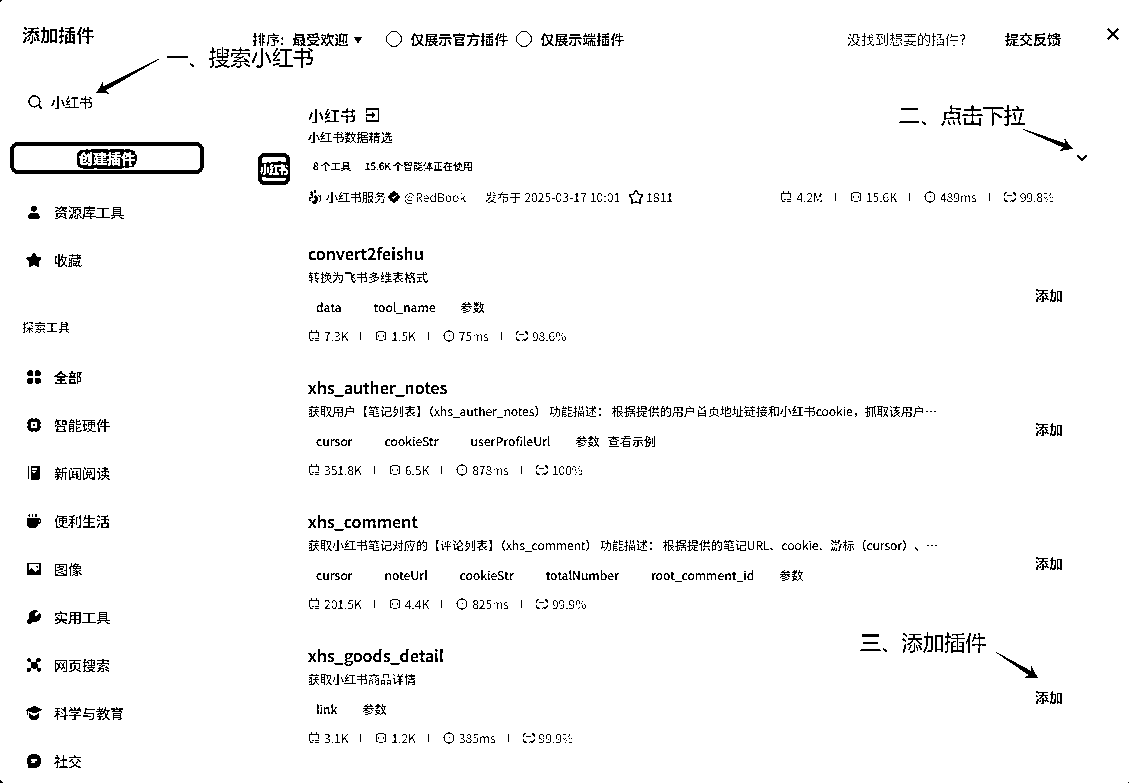 添加插件
排序: 最受欢迎 仅展示官方插件 仅展示端插件
没找到想要的插件? 提交反馈
一、搜索小红书
小红书
创建插件
资源库工具
收藏
探索工具
全部
智能硬件
新闻阅读
便利生活
图像
实用工具
网页搜索
科学与教育
社交
小红书
小红书
小红书数据精选
8个工具 15.6K个智能体正在使用
小红书服务 @RedBook 发布于 2025-03-17 10:01 1811
4.2M 15.6K 489ms 99.8%
二、点击下拉
convert2feishu
转换为飞书多维表格式
data tool_name 参数
7.3K 1.5K 75ms 98.6%
添加
xhs_auther_notes
获取用户【笔记列表】(xhs_auther_notes) 功能描述: 根据提供的用户首页地址链接和小红书cookie, 抓取该用户…
cursor cookieStr userProfileUrl 参数 查看示例
351.8K 6.5K 878ms 100%
添加
xhs_comment
获取小红书笔记对应的【评论列表】(xhs_comment) 功能描述: 根据提供的笔记URL、cookie、游标(cursor)、…
cursor noteUrl cookieStr totalNumber root_comment_id 参数
201.5K 4.4K 825ms 99.9%
添加
xhs_goods_detail
获取小红书商品详情
link 参数
3.1K 1.2K 385ms 99.9%
三、添加插件
添加